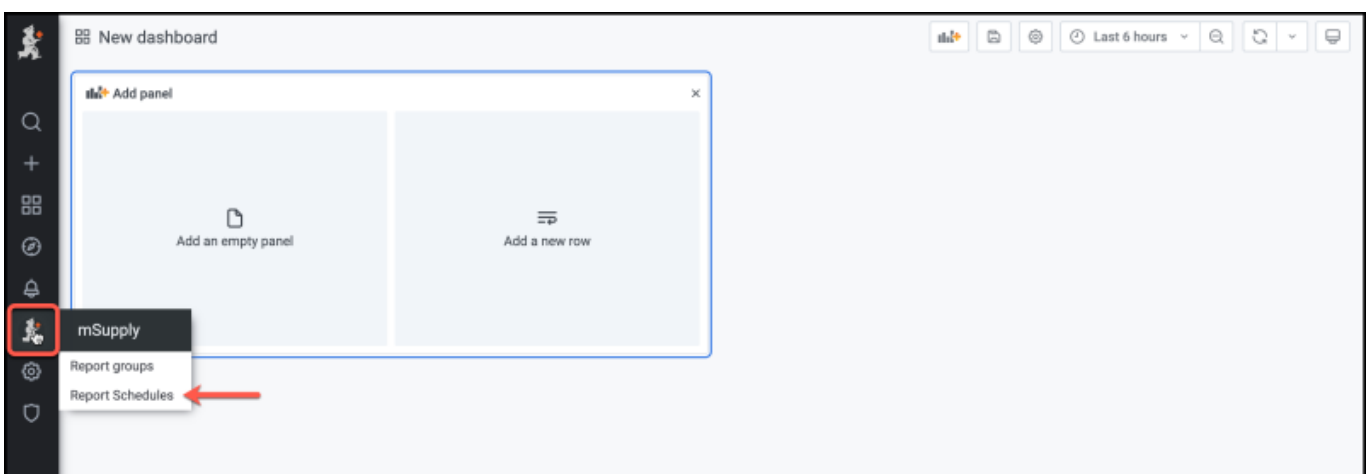 New dashboard
Last 6 hours
Add panel
Add an empty panel
Add a new row
mSupply
Report groups
Report Schedules